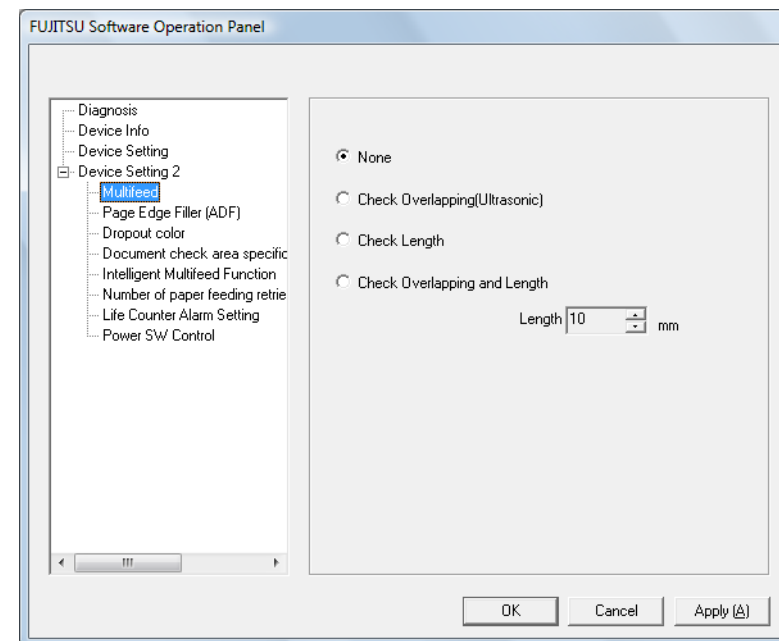 FUJITSU Software Operation Panel
Diagnosis
Device Info
Device Setting
Device Setting 2
Multifeed
Page Edge Filler (ADF)
Dropout color
Document check area specific
Intelligent Multifeed Function
Number of paper feeding retrie
Life Counter Alarm Setting
Power SW Control
None
Check Overlapping(Ultrasonic)
Check Length
Check Overlapping and Length
Length 10 mm
OK Cancel Apply (A)